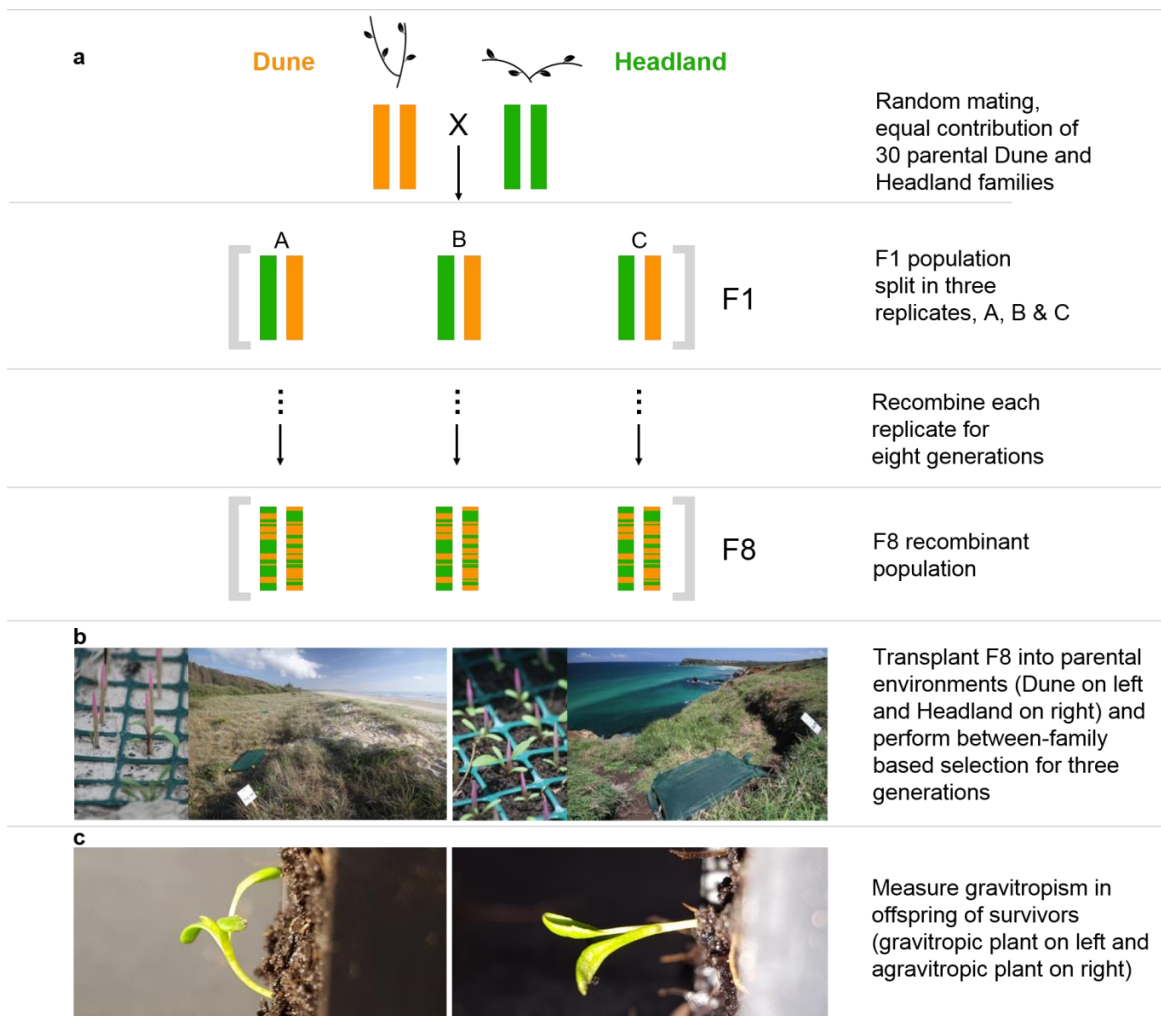 a
Dune
Headland
X
Random mating,
equal contribution of
30 parental Dune and
Headland families
A
B
C
F1
F1 population
split in three
replicates, A, B & C
Recombine each
replicate for
eight generations
F8
F8 recombinant
population
b
Transplant F8 into parental
environments (Dune on left
and Headland on right) and
perform between-family
based selection for three
generations
c
Measure gravitropism in
offspring of survivors
(gravitropic plant on left and
agravitropic plant on right)